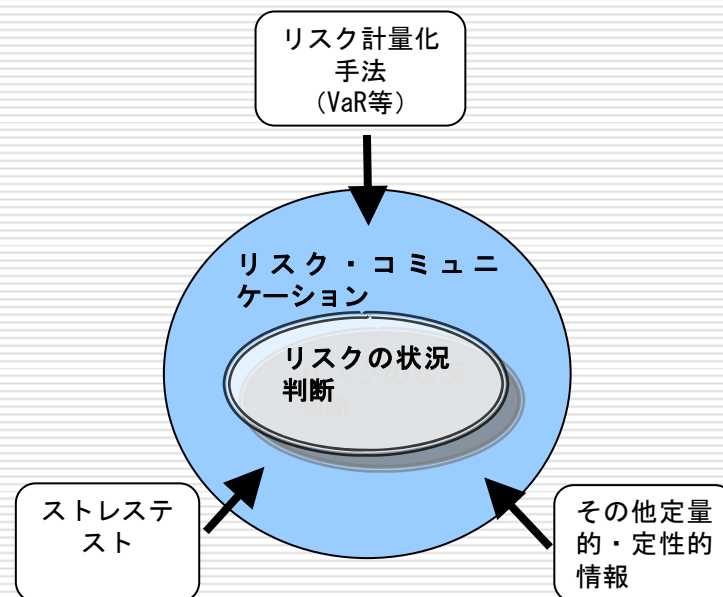 リスク計量化
手法
(VaR等)
リスク・コミュニ
ケーション
リスクの状況
判断
ストレステ
スト
その他定量
的・定性的
情報